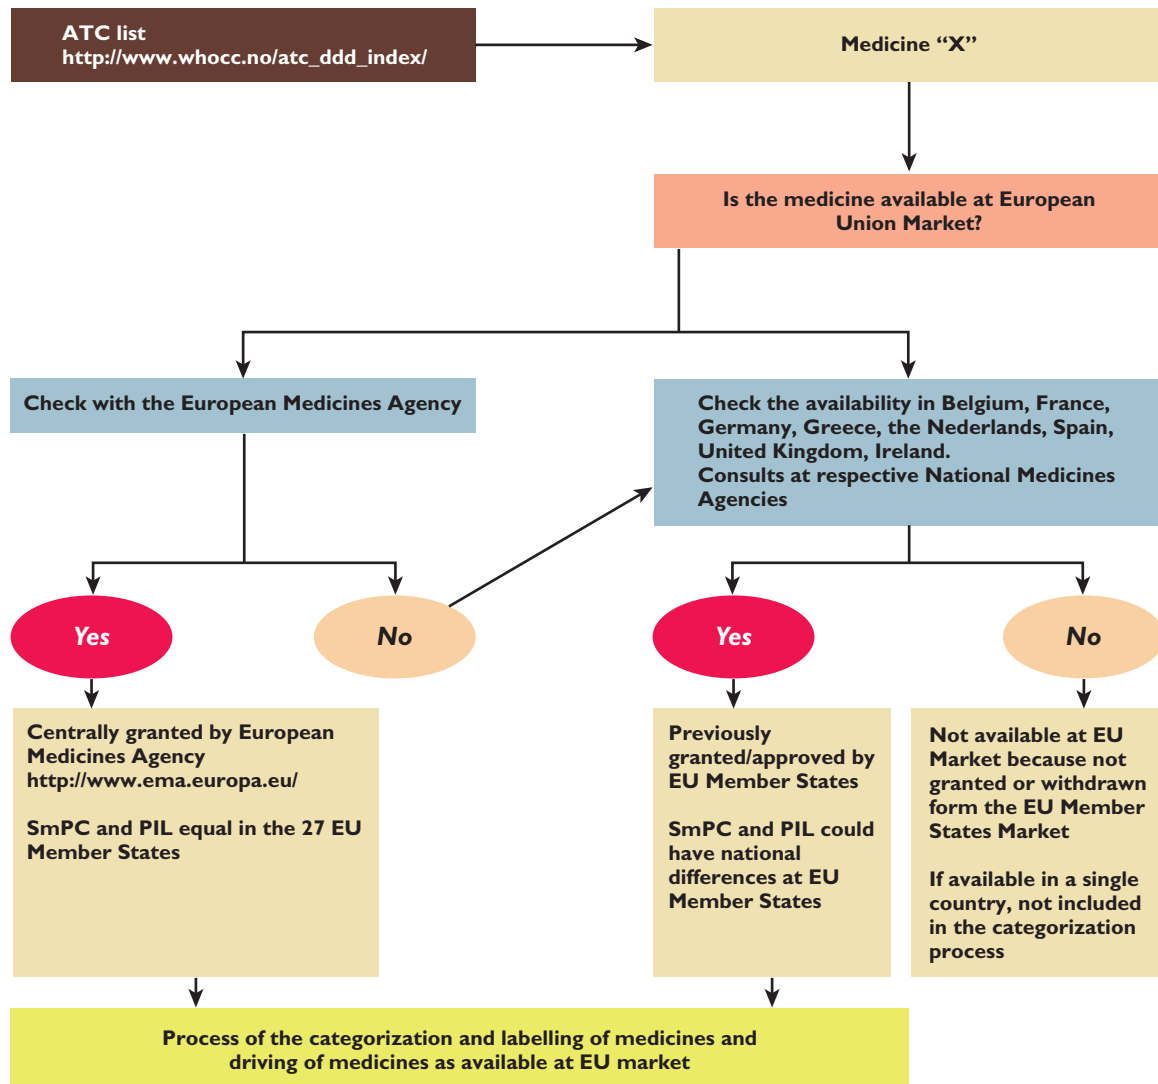 ATC list
http://www.whocc.no/atc_ddd_index/
Medicine “X”
Is the medicine available at European
Union Market?
Check with the European Medicines Agency
Check the availability in Belgium, France,
Germany, Greece, the Nederlands, Spain,
United Kingdom, Ireland.
Consults at respective National Medicines
Agencies
Yes
No
Yes
No
Centrally granted by European
Medicines Agency
http://www.ema.europa.eu/
SmPC and PIL equal in the 27 EU
Member States
Previously
granted/approved by
EU Member States
SmPC and PIL could
have national
differences at EU
Member States
Not available at EU
Market because not
granted or withdrawn
form the EU Member
States Market
If available in a single
country, not included
in the categorization
process
Process of the categorization and labelling of medicines and
driving of medicines as available at EU market